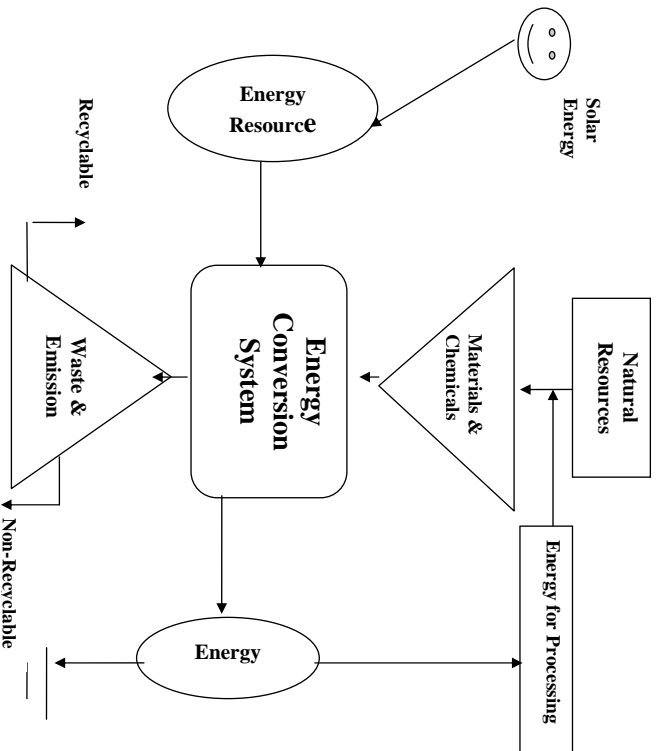 Solar
Energy
Energy
Resource
Natural
Resources
Materials &
Chemicals
Energy
Conversion
System
Energy for Processing
Energy
Waste &
Emission
Recyclable
Non-Recyclable